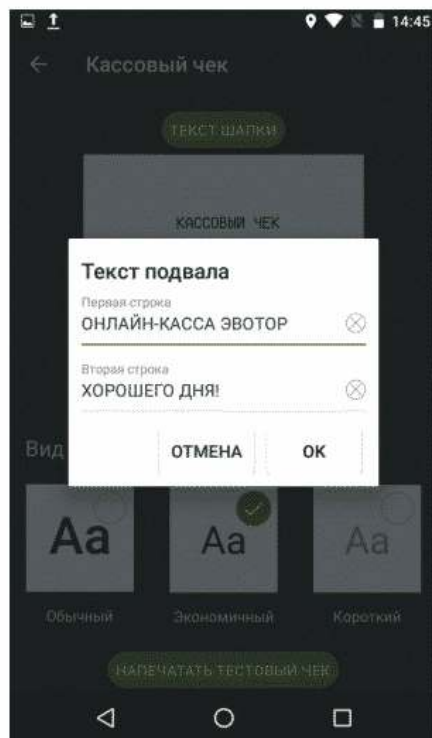 14:45
Кассовый чек
ТЕКСТ ШАПКИ
КАССОВЫЙ ЧЕК
Текст подвала
Первая строка
ОНЛАЙН-КАССА ЭВОТОР
Вторая строка
ХОРОШЕГО ДНЯ!
ОТМЕНА ОК
Вид
Aa Aa Aa
Обычный Экономичный Короткий
НАПЕЧАТАТЬ ТЕСТОВЫЙ ЧЕК